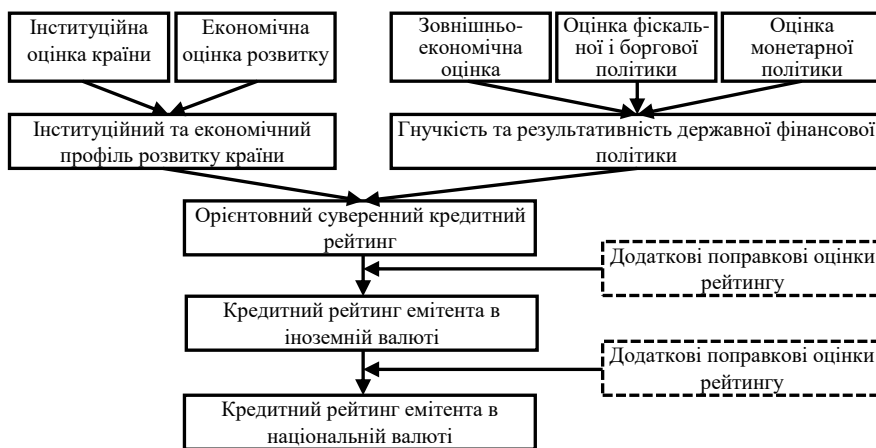 Інституційна
оцінка країни
Економічна
оцінка розвитку
Зовнішньо-
економічна
оцінка
Оцінка фіскаль-
ної і боргової
політики
Оцінка
монетарної
політики
Інституційний та економічний
профіль розвитку країни
Гнучкість та результативність державної фінансової
політики
Орієнтовний суверенний кредитний
рейтинг
Додаткові поправкові оцінки
рейтингу
Кредитний рейтинг емітента в
іноземній валюті
Додаткові поправкові оцінки
рейтингу
Кредитний рейтинг емітента в
національній валюті